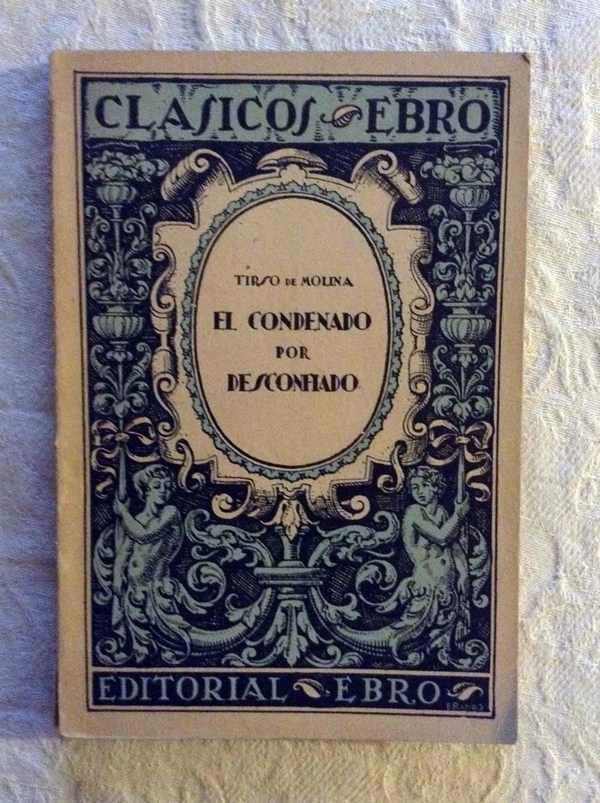 CLASICOS EBRO
TIRSO DE MOLINA
EL CONDENADO
POR
DESCONFIADO
EDITORIAL EBRO